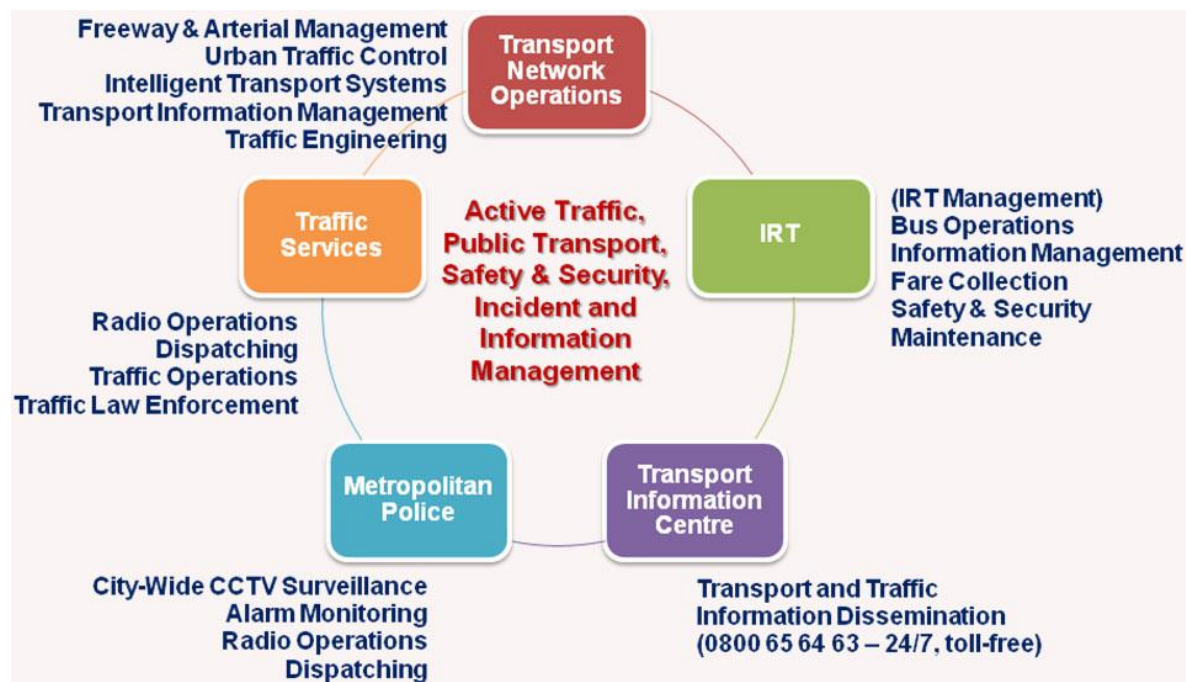 Freeway & Arterial Management
Urban Traffic Control
Intelligent Transport Systems
Transport Information Management
Traffic Engineering
Transport
Network
Operations
Traffic
Services
Active Traffic,
Public Transport,
Safety & Security,
Incident and
Information
Management
IRT
(IRT Management)
Bus Operations
Information Management
Fare Collection
Safety & Security
Maintenance
Radio Operations
Dispatching
Traffic Operations
Traffic Law Enforcement
Metropolitan
Police
Transport
Information
Centre
City-Wide CCTV Surveillance
Alarm Monitoring
Radio Operations
Dispatching
Transport and Traffic
Information Dissemination
(0800 65 64 63 – 24/7, toll-free)